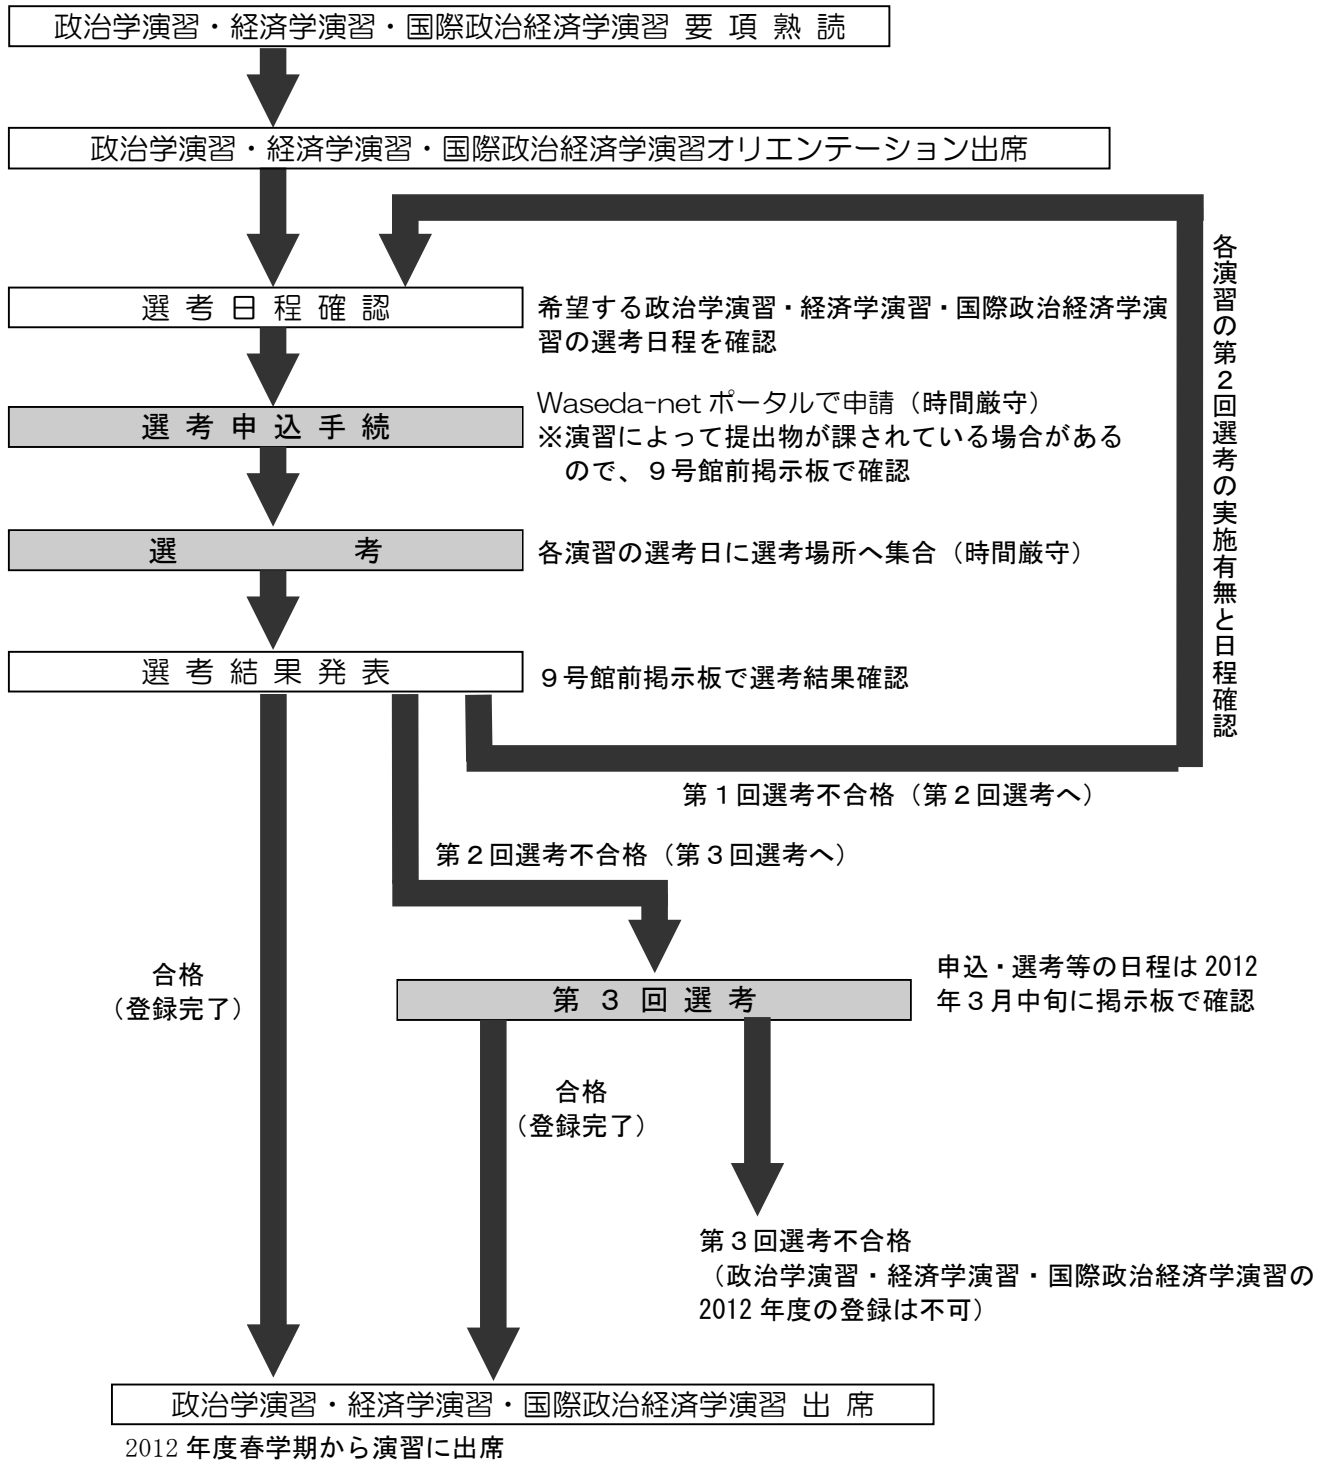 政治学演習・経済学演習・国際政治経済学演習 要 項 熟 読
政治学演習・経済学演習・国際政治経済学演習オリエンテーション出席
選 考 日 程 確 認
希望する政治学演習・経済学演習・国際政治経済学演
習の選考日程を確認
各演習の第２回選考の実施有無と日程確認
選 考 申 込 手 続
Waseda-net ポータルで申請（時間厳守）
※演習によって提出物が課されている場合がある
ので、９号館前掲示板で確認
選 考
各演習の選考日に選考場所へ集合（時間厳守）
選 考 結 果 発 表
９号館前掲示板で選考結果確認
第１回選考不合格（第２回選考へ）
第２回選考不合格（第３回選考へ）
合格
（登録完了）
第 ３ 回 選 考
申込・選考等の日程は 2012
年３月中旬に掲示板で確認
合格
（登録完了）
第３回選考不合格
（政治学演習・経済学演習・国際政治経済学演習の
2012 年度の登録は不可）
政治学演習・経済学演習・国際政治経済学演習 出 席
2012 年度春学期から演習に出席